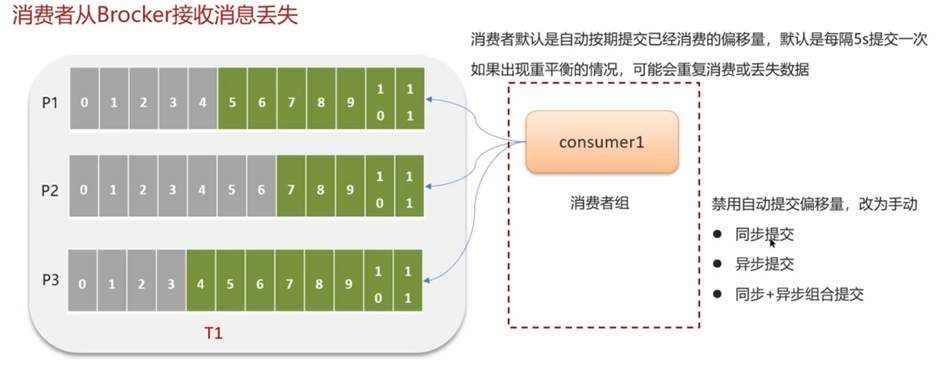 消费者从Brocker接收消息丢失
消费者默认是自动按期提交已经消费的偏移量，默认是每隔5s提交一次
如果出现重平衡的情况，可能会重复消费或丢失数据
P1 0 1 2 3 4 5 6 7 8 9 10 11
P2 0 1 2 3 4 5 6 7 8 9 10 11
P3 0 1 2 3 4 5 6 7 8 9 10 11
T1
consumer1
消费者组
禁用自动提交偏移量，改为手动
● 同步提交
● 异步提交
● 同步+异步组合提交